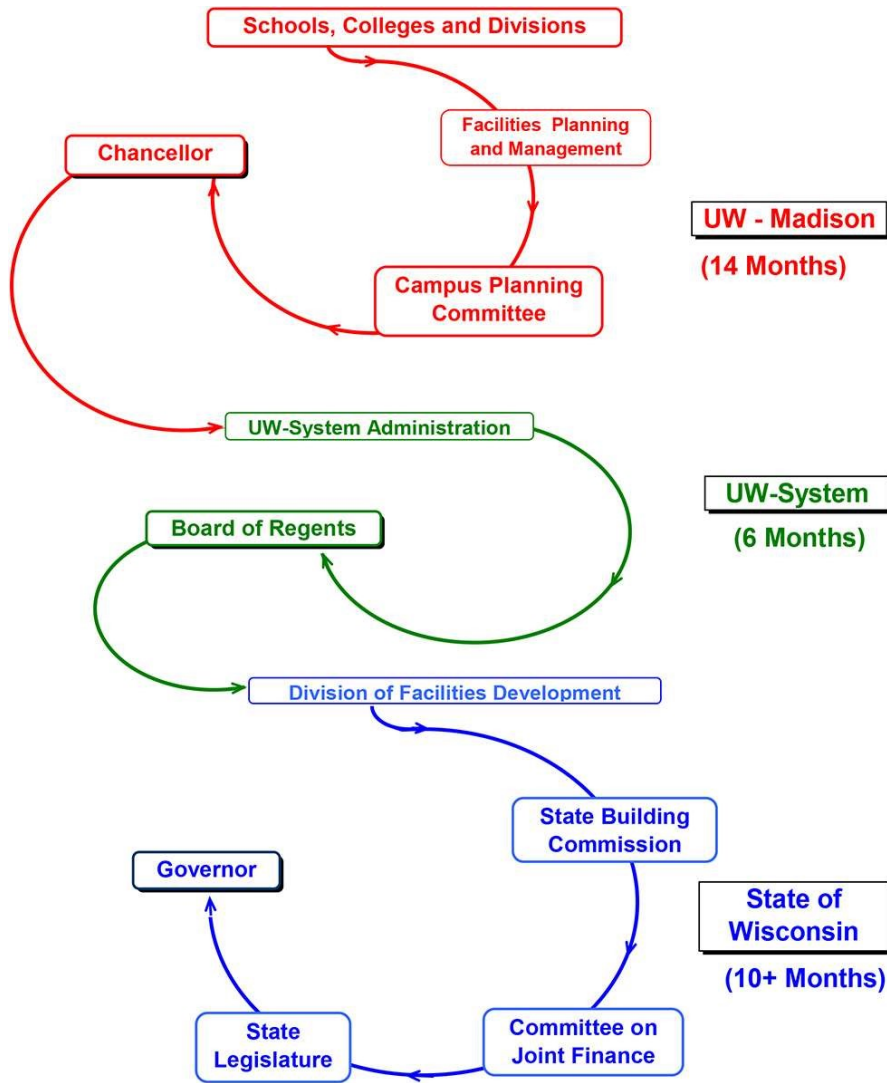 Schools, Colleges and Divisions
Facilities Planning
and Management
Chancellor
UW - Madison
(14 Months)
Campus Planning
Committee
UW-System Administration
UW-System
(6 Months)
Board of Regents
Division of Facilities Development
State Building
Commission
Governor
State of
Wisconsin
(10+ Months)
Committee on
Joint Finance
State
Legislature